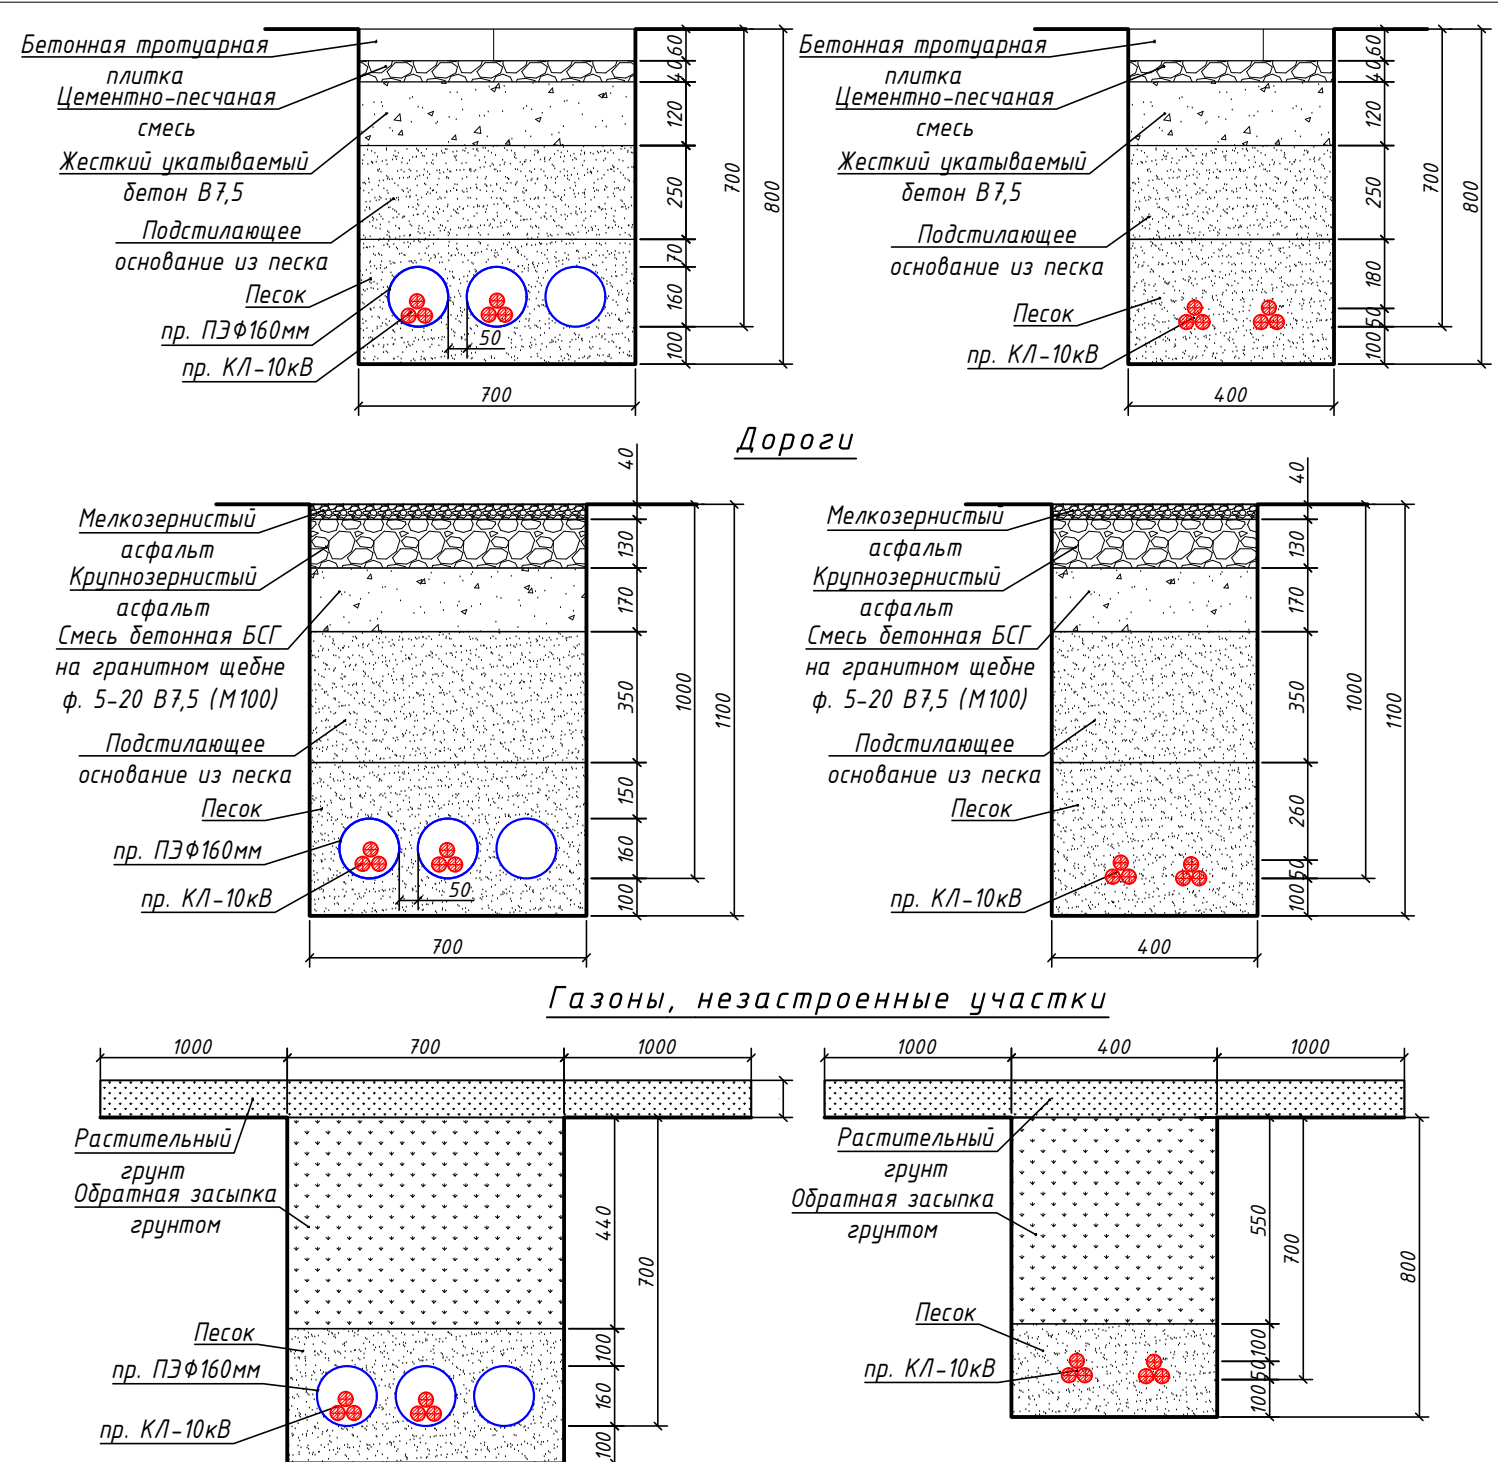 Бетонная тротуарная
плитка
Цементно-песчаная
смесь
Жесткий укатываемый
бетон В7,5
Подстилающее
основание из песка
Песок
пр. ПЭФ160мм
пр. КЛ-10кВ
60
40
120
250
70
160
100
700
800
50
700
Бетонная тротуарная
плитка
Цементно-песчаная
смесь
Жесткий укатываемый
бетон В7,5
Подстилающее
основание из песка
Песок
пр. КЛ-10кВ
60
40
120
250
180
50
100
700
800
400
Дороги
Мелкозернистый
асфальт
Крупнозернистый
асфальт
Смесь бетонная БСГ
на гранитном щебне
ф. 5-20 В7,5 (М100)
Подстилающее
основание из песка
Песок
пр. ПЭФ160мм
пр. КЛ-10кВ
40
130
170
350
150
160
100
1000
1100
50
700
Мелкозернистый
асфальт
Крупнозернистый
асфальт
Смесь бетонная БСГ
на гранитном щебне
ф. 5-20 В7,5 (М100)
Подстилающее
основание из песка
Песок
пр. КЛ-10кВ
40
130
170
350
260
50
100
1000
1100
400
Газоны, незастроенные участки
1000
700
1000
Растительный
грунт
Обратная засыпка
грунтом
Песок
пр. ПЭФ160мм
пр. КЛ-10кВ
440
100
160
100
700
1000
400
1000
Растительный
грунт
Обратная засыпка
грунтом
Песок
пр. КЛ-10кВ
550
100
50
100
700
800